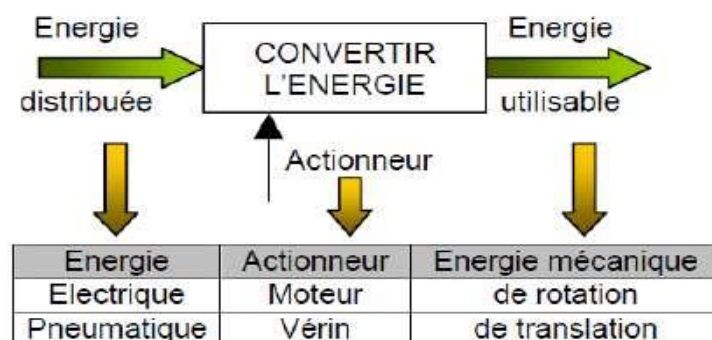 Energie
distribuée
CONVERTIR
L'ENERGIE
Energie
utilisable
Actionneur
Energie Actionneur Energie mécanique
Electrique Moteur de rotation
Pneumatique Vérin de translation